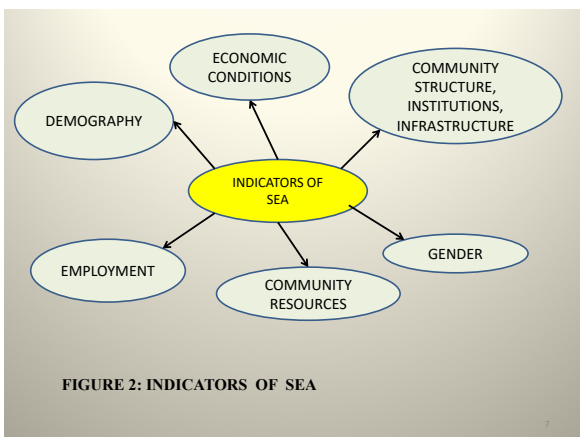 ECONOMIC
CONDITIONS
COMMUNITY
STRUCTURE,
INSTITUTIONS,
INFRASTRUCTURE
DEMOGRAPHY
INDICATORS OF
SEA
EMPLOYMENT
COMMUNITY
RESOURCES
GENDER
FIGURE 2: INDICATORS OF SEA
7